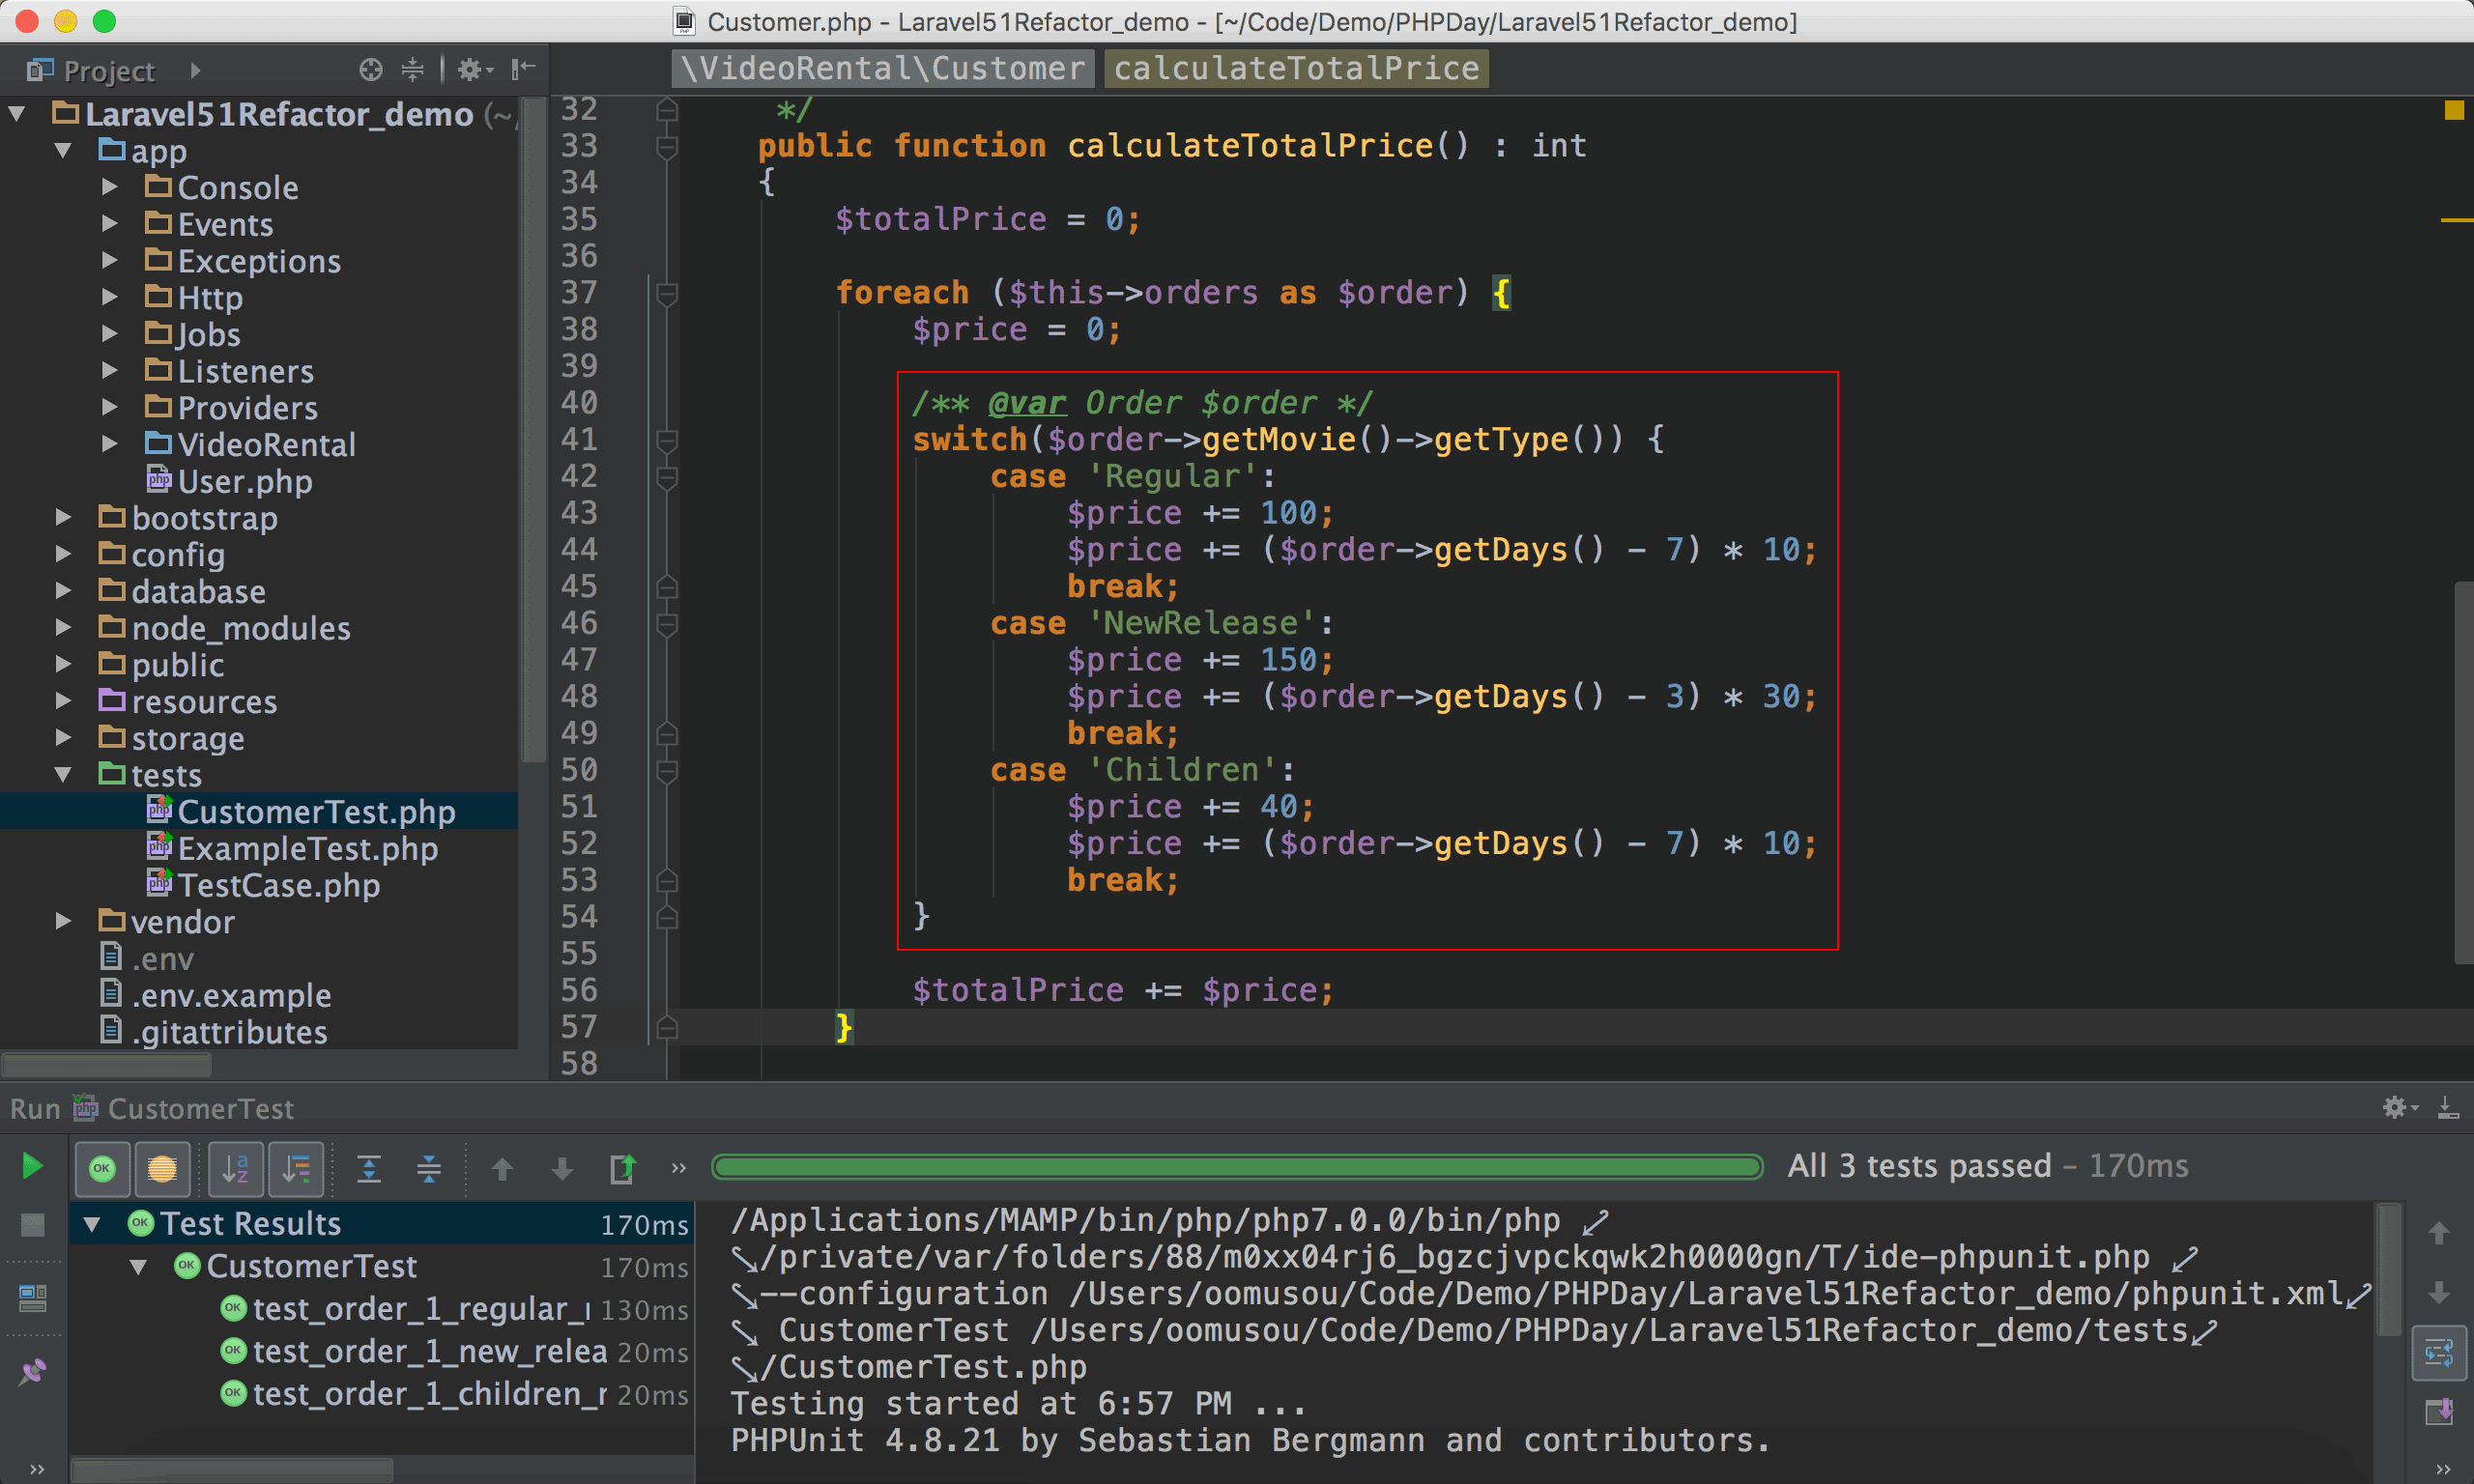 Customer.php - Laravel51Refactor_demo - [~/Code/Demo/PHPDay/Laravel51Refactor_demo]
Project
\VideoRental\Customer calculateTotalPrice
Laravel51Refactor_demo (~/
app
Console
Events
Exceptions
Http
Jobs
Listeners
Providers
VideoRental
User.php
bootstrap
config
database
node_modules
public
resources
storage
tests
CustomerTest.php
ExampleTest.php
TestCase.php
vendor
.env
.env.example
.gitattributes
32 */
33 public function calculateTotalPrice() : int
34 {
35 $totalPrice = 0;
36
37 foreach ($this->orders as $order) {
38 $price = 0;
39
40 /** @var Order $order */
41 switch($order->getMovie()->getType()) {
42 case 'Regular':
43 $price += 100;
44 $price += ($order->getDays() - 7) * 10;
45 break;
46 case 'NewRelease':
47 $price += 150;
48 $price += ($order->getDays() - 3) * 30;
49 break;
50 case 'Children':
51 $price += 40;
52 $price += ($order->getDays() - 7) * 10;
53 break;
54 }
55
56 $totalPrice += $price;
57 }
58
Run CustomerTest
All 3 tests passed – 170ms
Test Results 170ms
CustomerTest 170ms
test_order_1_regular_ 130ms
test_order_1_new_relea 20ms
test_order_1_children_ 20ms
/Applications/MAMP/bin/php/php7.0.0/bin/php
/private/var/folders/88/m0xx04rj6_bgzcjvpckqwk2h0000gn/T/ide-phpunit.php
--configuration /Users/oomusou/Code/Demo/PHPDay/Laravel51Refactor_demo/phpunit.xml
CustomerTest /Users/oomusou/Code/Demo/PHPDay/Laravel51Refactor_demo/tests
/CustomerTest.php
Testing started at 6:57 PM ...
PHPUnit 4.8.21 by Sebastian Bergmann and contributors.